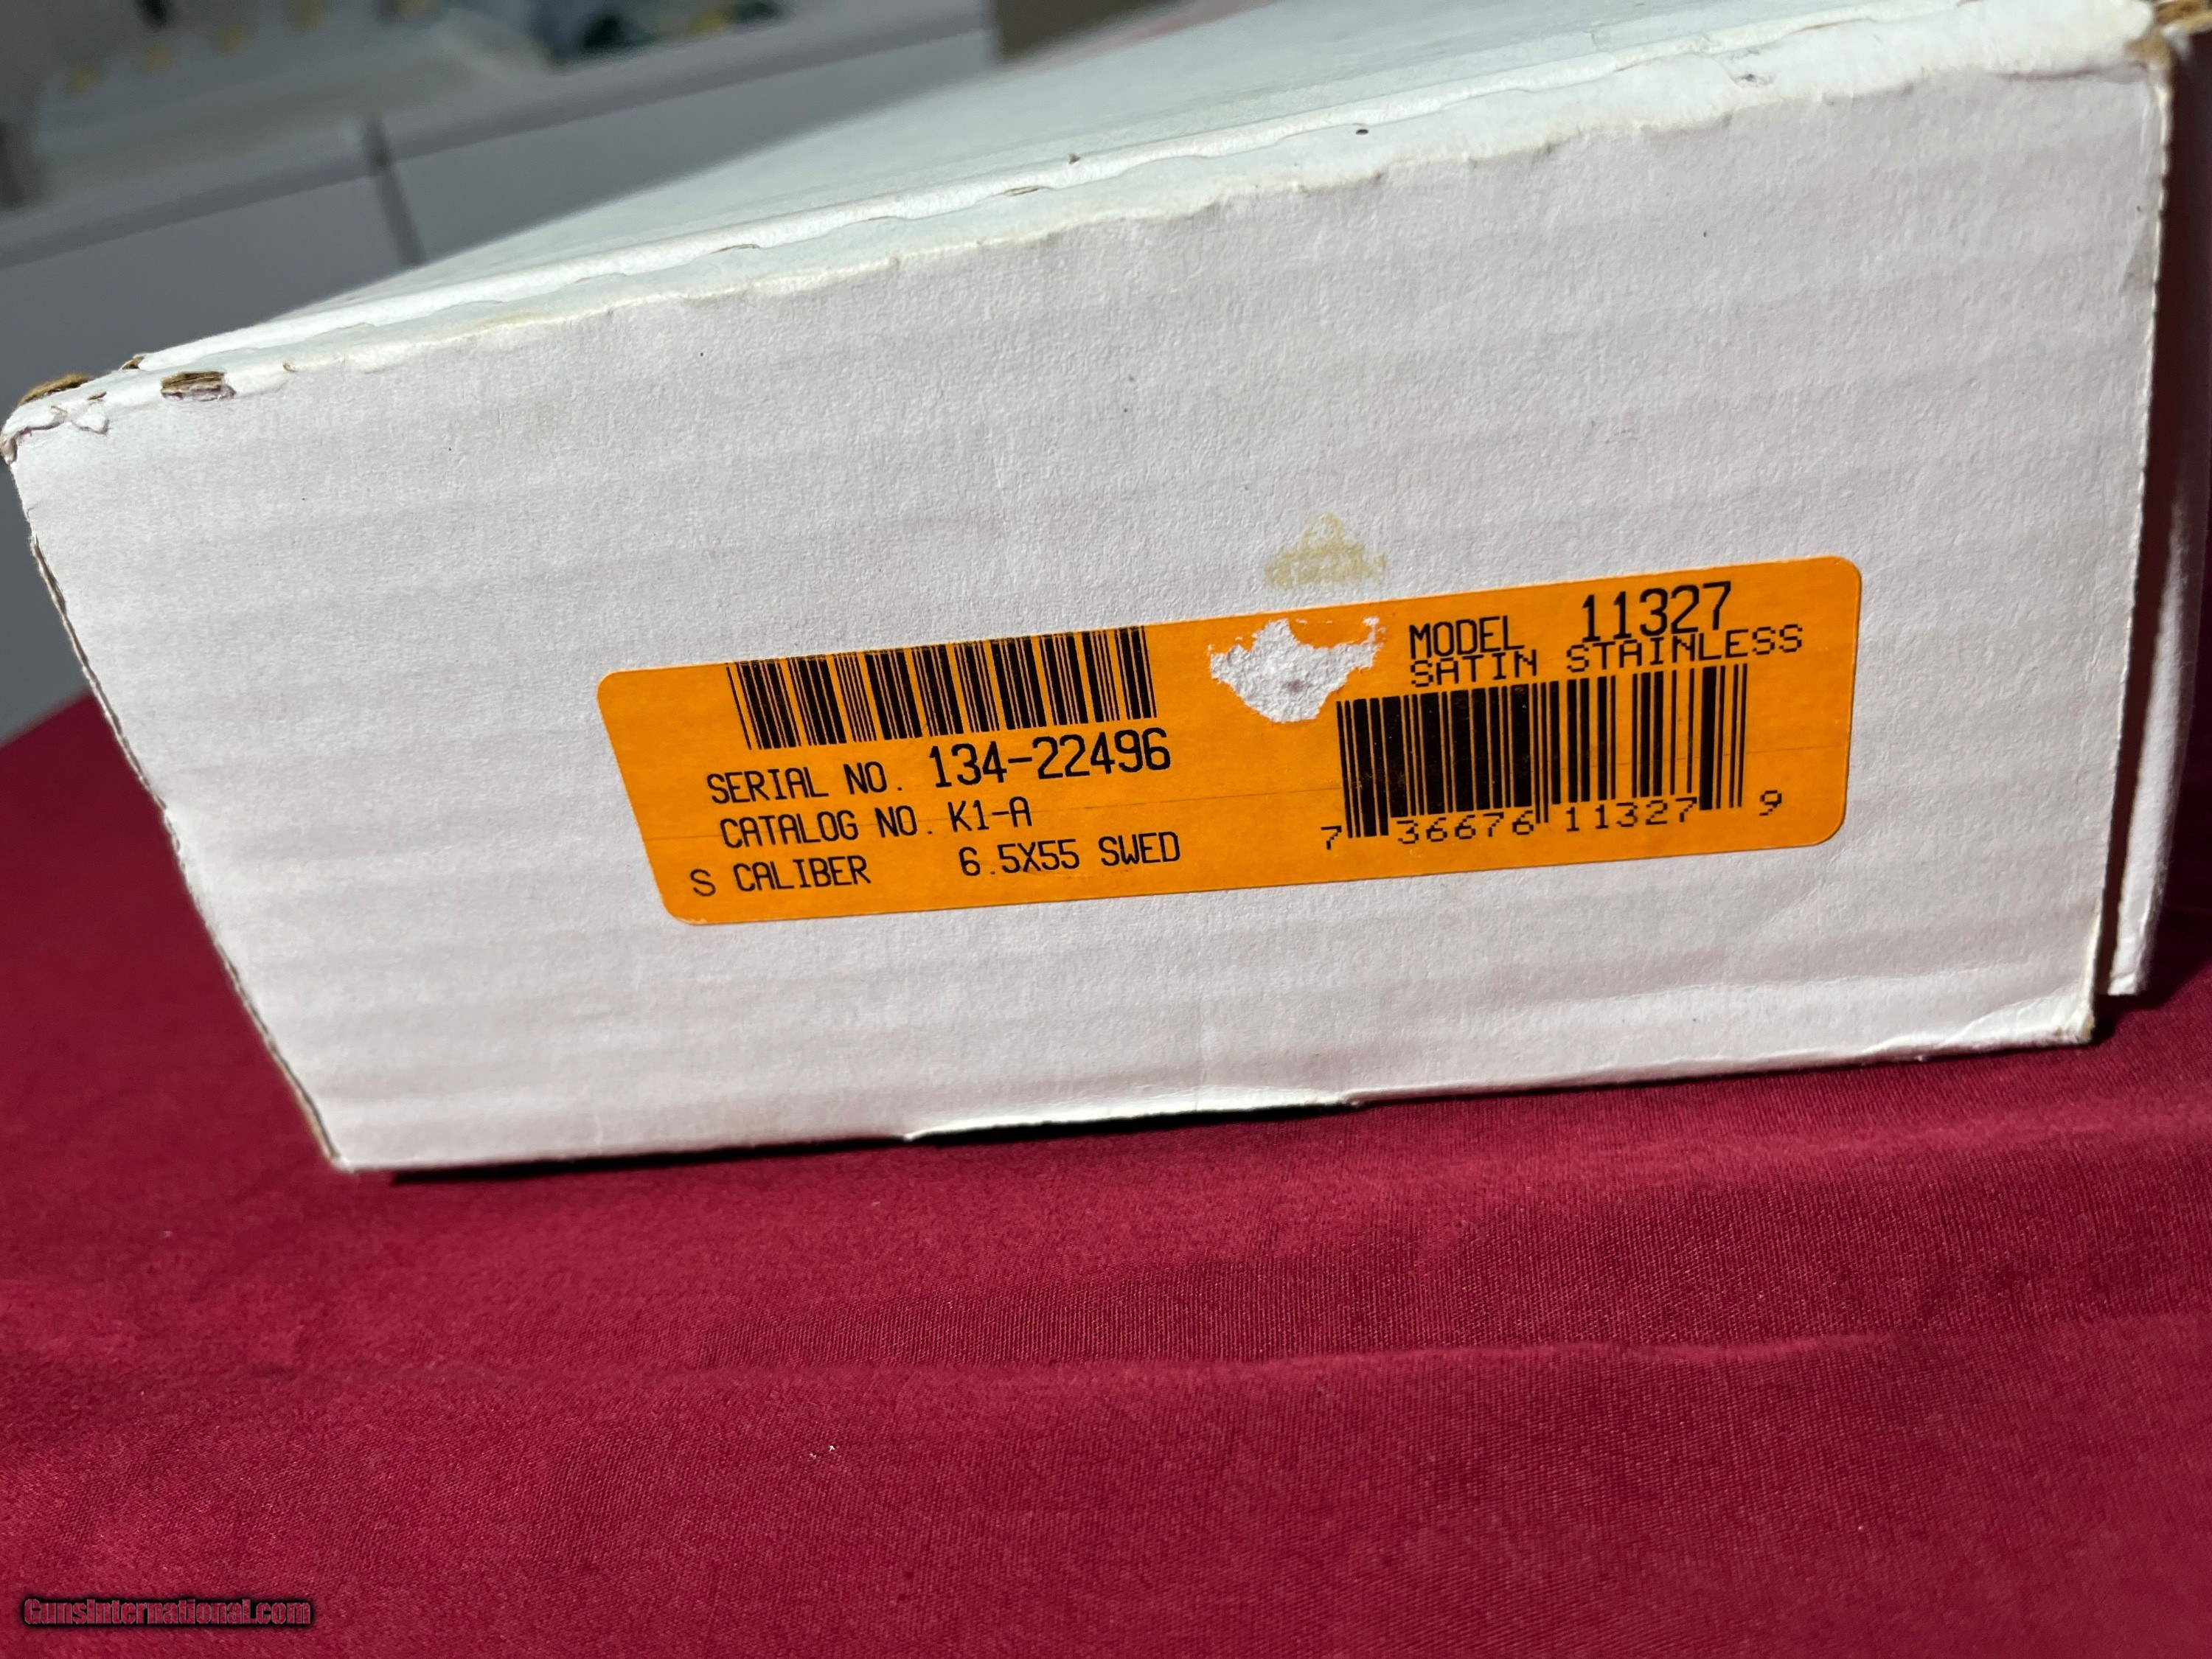 MODEL 11327
SATIN STAINLESS
SERIAL NO. 134-22496
CATALOG NO. K1-A
S CALIBER 6.5X55 SWED
7 36676 11327 9
GunsInternational.com